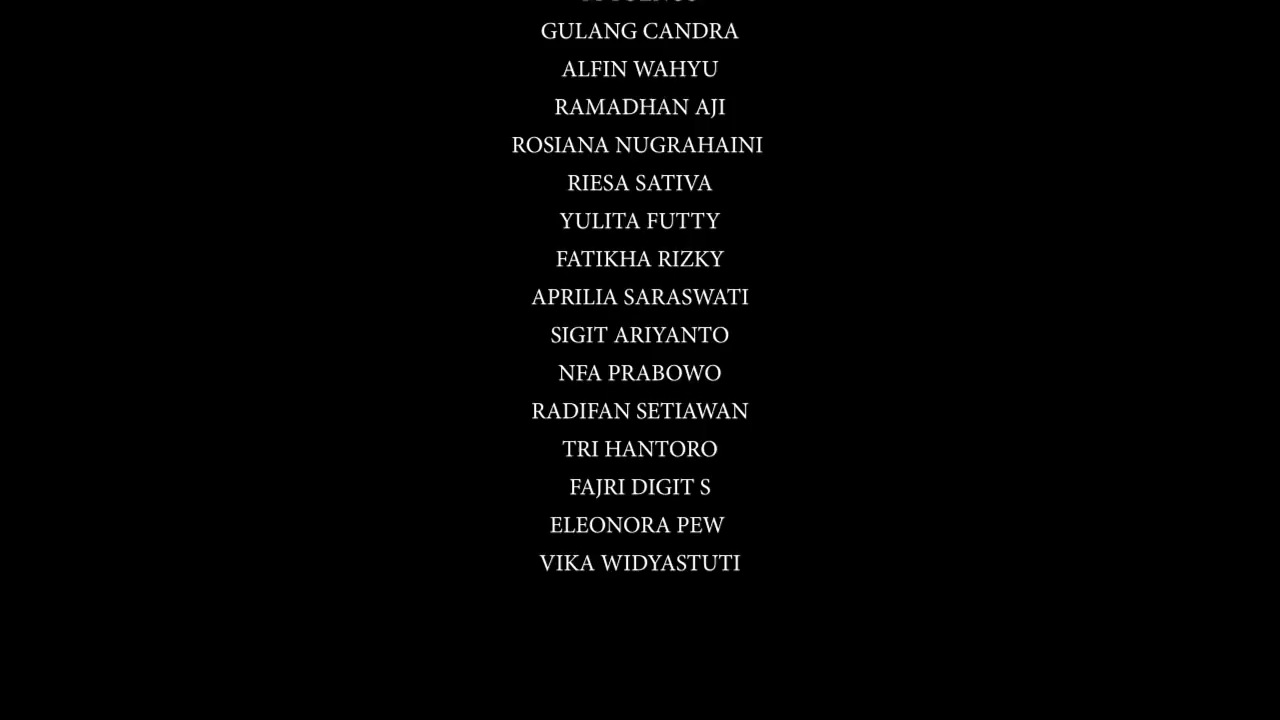 GULANG CANDRA
ALFIN WAHYU
RAMADHAN AJI
ROSIANA NUGRAHAINI
RIESA SATIVA
YULITA FUTTY
FATIKHA RIZKY
APRILIA SARASWATI
SIGIT ARIYANTO
NFA PRABOWO
RADIFAN SETIAWAN
TRI HANTORO
FAJRI DIGIT S
ELEONORA PEW
VIKA WIDYASTUTI